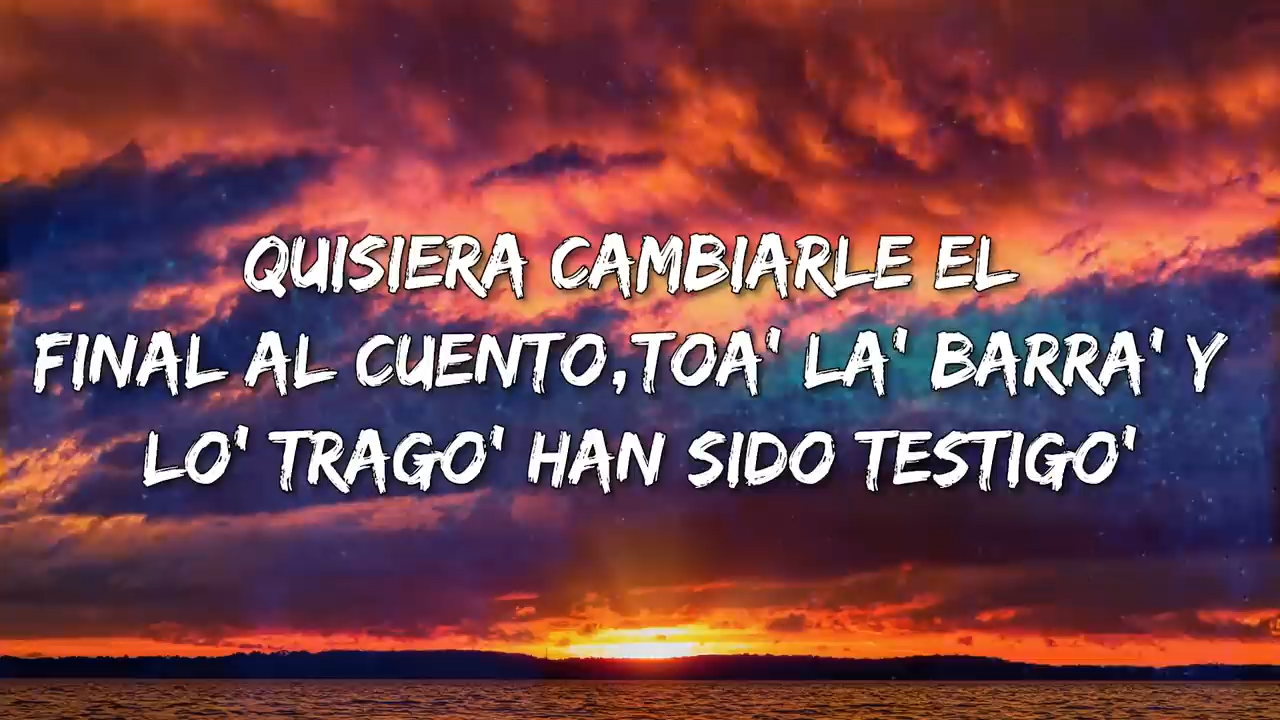 QUISIERA CAMBIARLE EL
FINAL AL CUENTO,TOA' LA' BARRA' Y
LO' TRAGO' HAN SIDO TESTIGO'